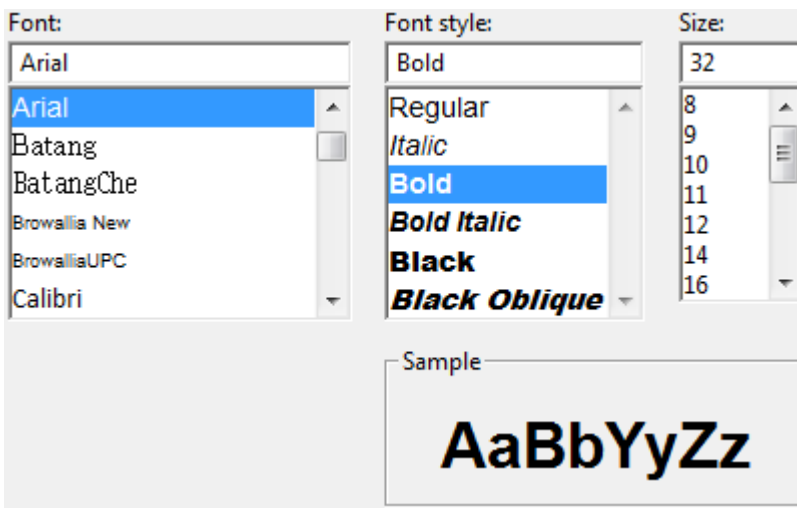 Font:
Arial
Arial
Batang
BatangChe
Browallia New
BrowalliaUPC
Calibri
Font style:
Bold
Regular
Italic
Bold
Bold Italic
Black
Black Oblique
Size:
32
8
9
10
11
12
14
16
Sample
AaBbYyZz